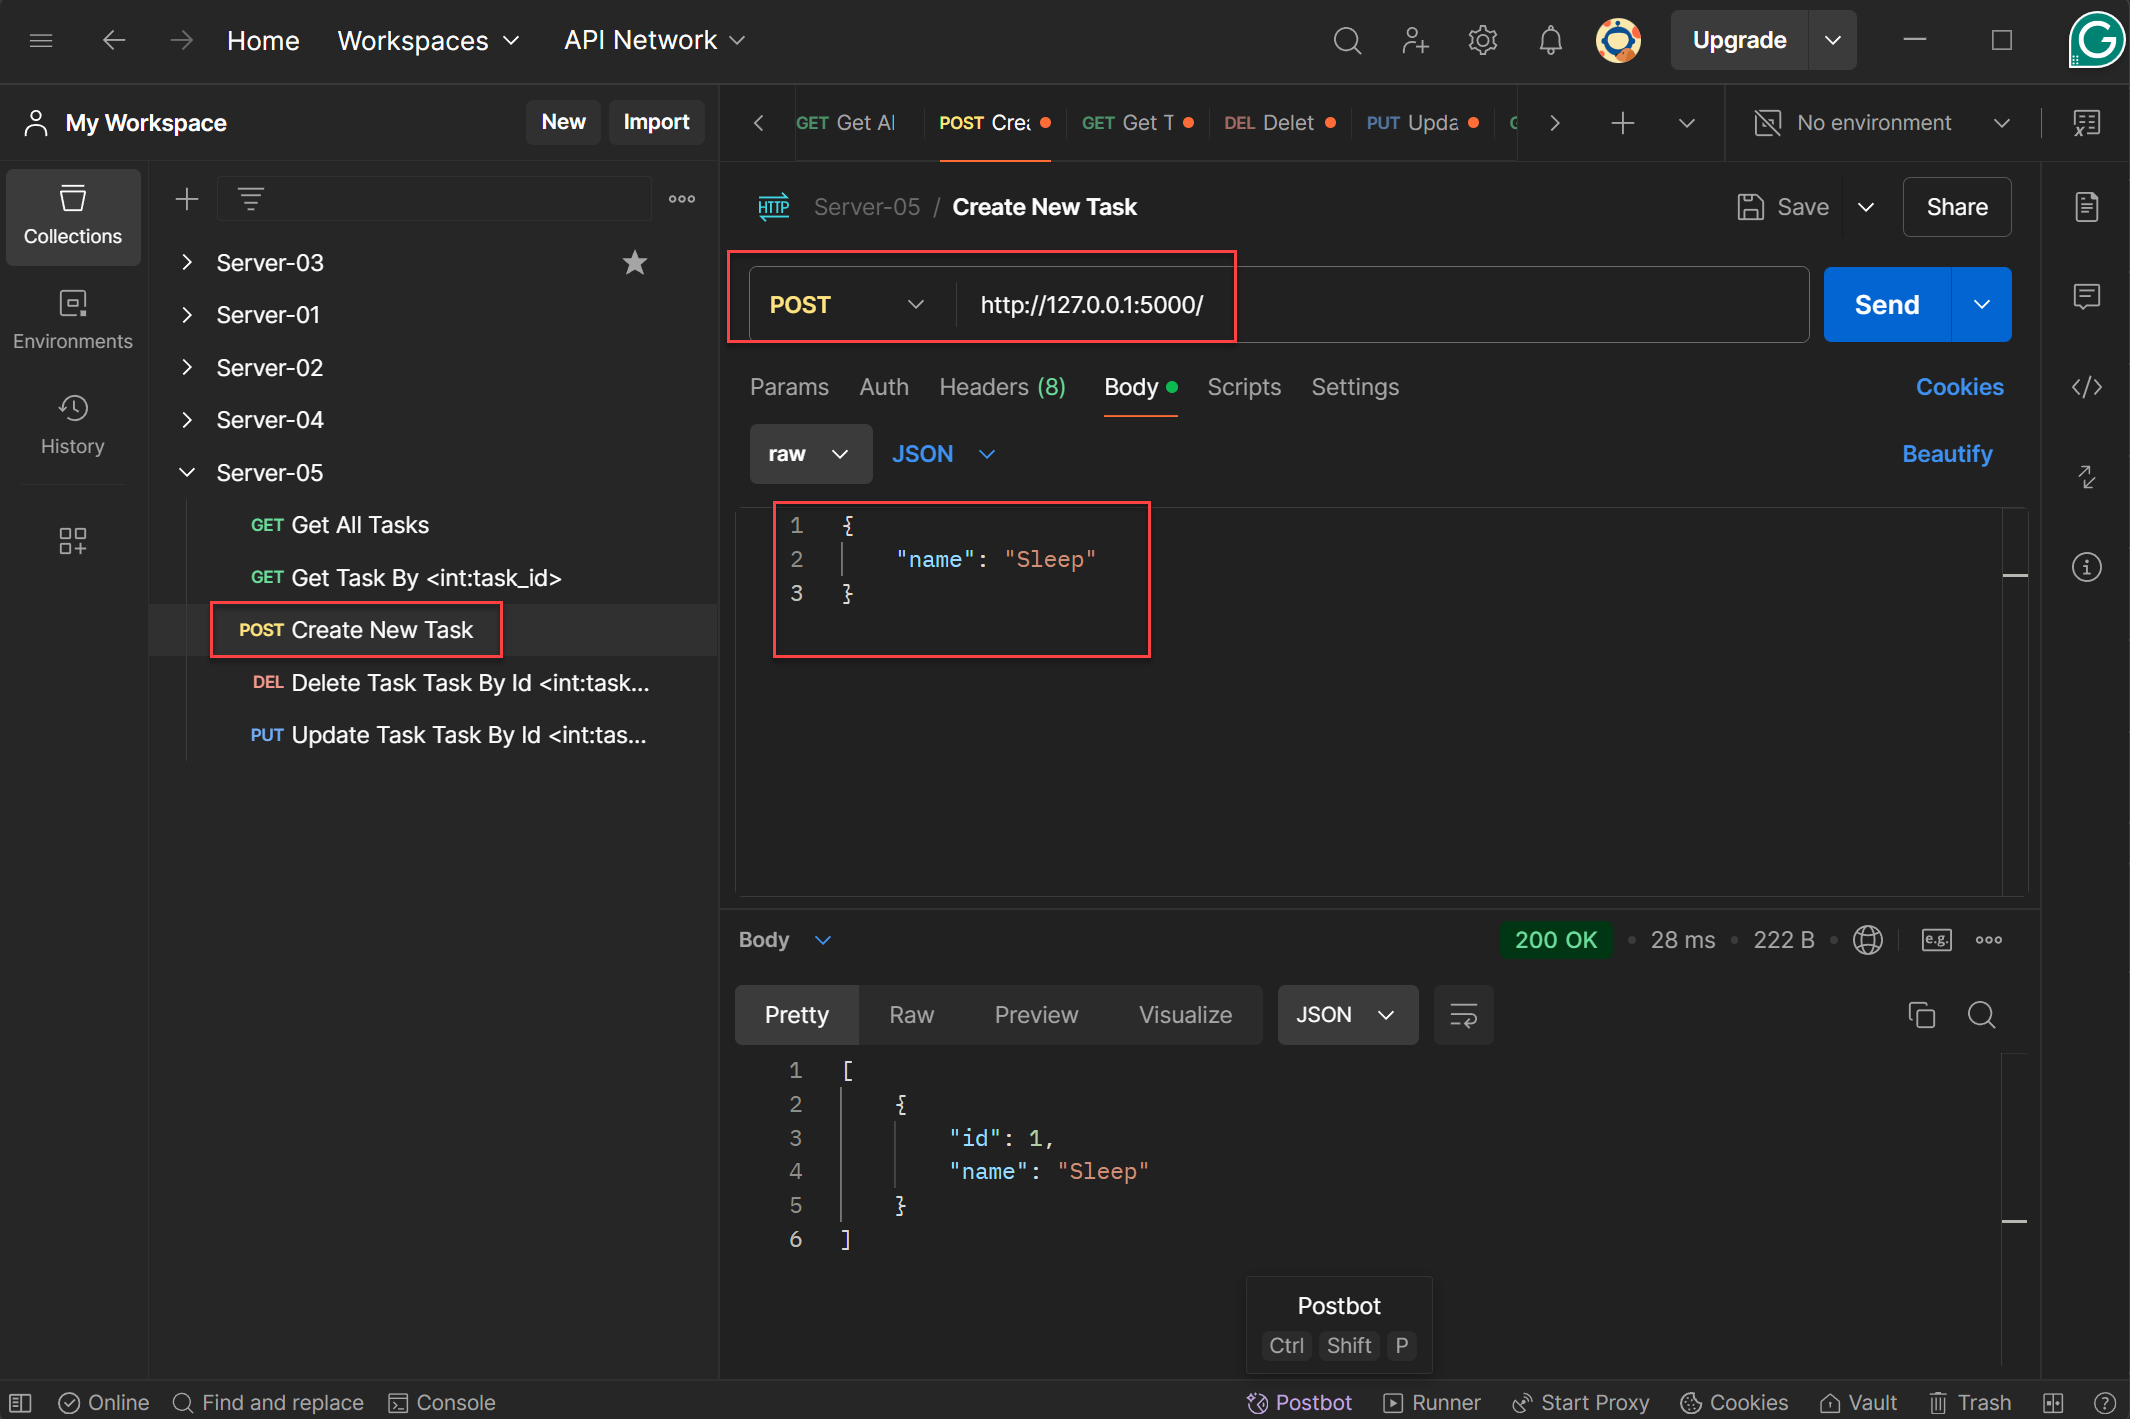 Home Workspaces API Network Upgrade
My Workspace New Import
GET Get Al POST Crea GET Get T DEL Delet PUT Upda No environment
Collections
Environments
History
Server-03
Server-01
Server-02
Server-04
Server-05
GET Get All Tasks
GET Get Task By <int:task_id>
POST Create New Task
DEL Delete Task Task By Id <int:task...
PUT Update Task Task By Id <int:tas...
HTTP Server-05 / Create New Task Save Share
POST http://127.0.0.1:5000/ Send
Params Auth Headers (8) Body Scripts Settings Cookies
raw JSON Beautify
1 {
2 "name": "Sleep"
3 }
Body 200 OK • 28 ms • 222 B • e.g.
Pretty Raw Preview Visualize JSON
1 [
2 {
3 "id": 1,
4 "name": "Sleep"
5 }
6 ]
Postbot
Ctrl Shift P
Online Find and replace Console Postbot Runner Start Proxy Cookies Vault Trash